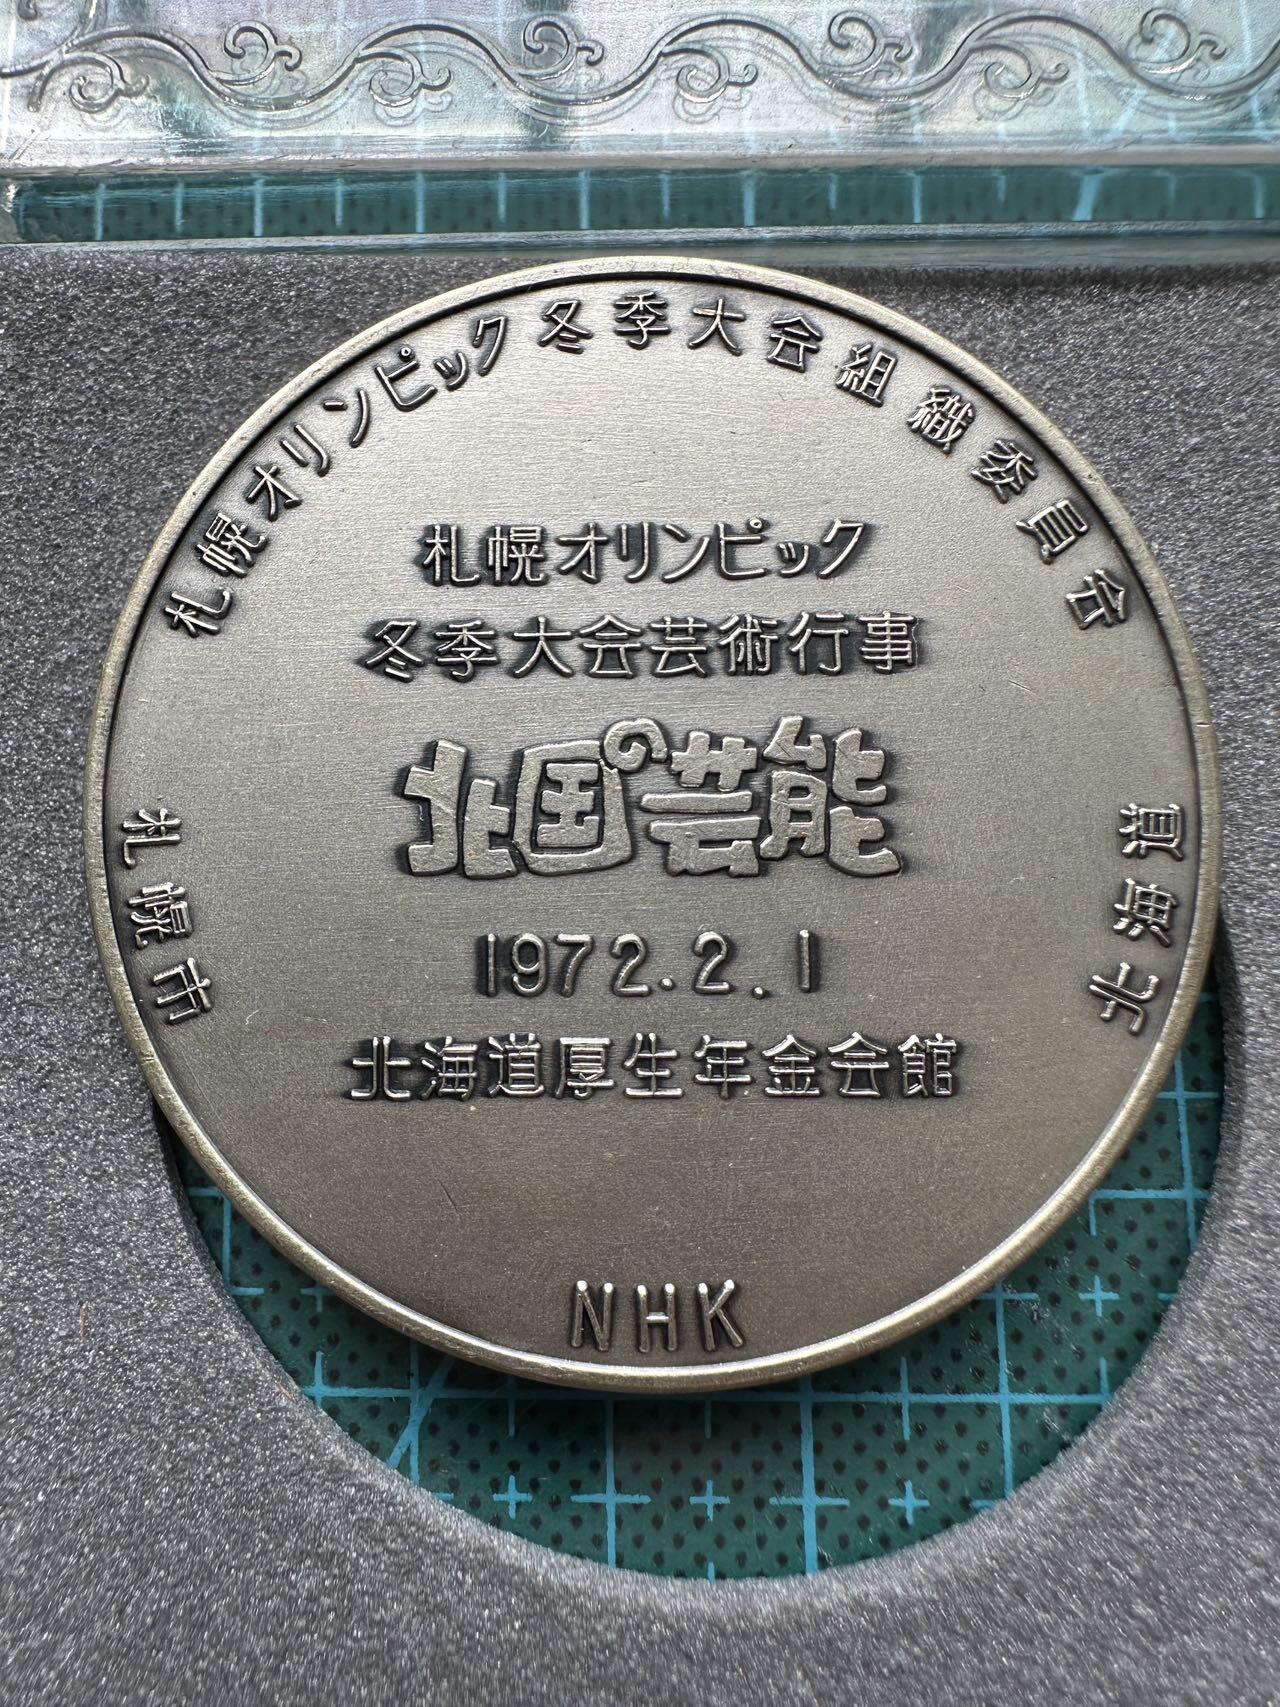 札幌オリンピック冬季大会組織委員会
札幌オリンピック
冬季大会芸術行事
北国の芸能
1972.2.1
北海道厚生年金会館
札幌市
北海道
NHK